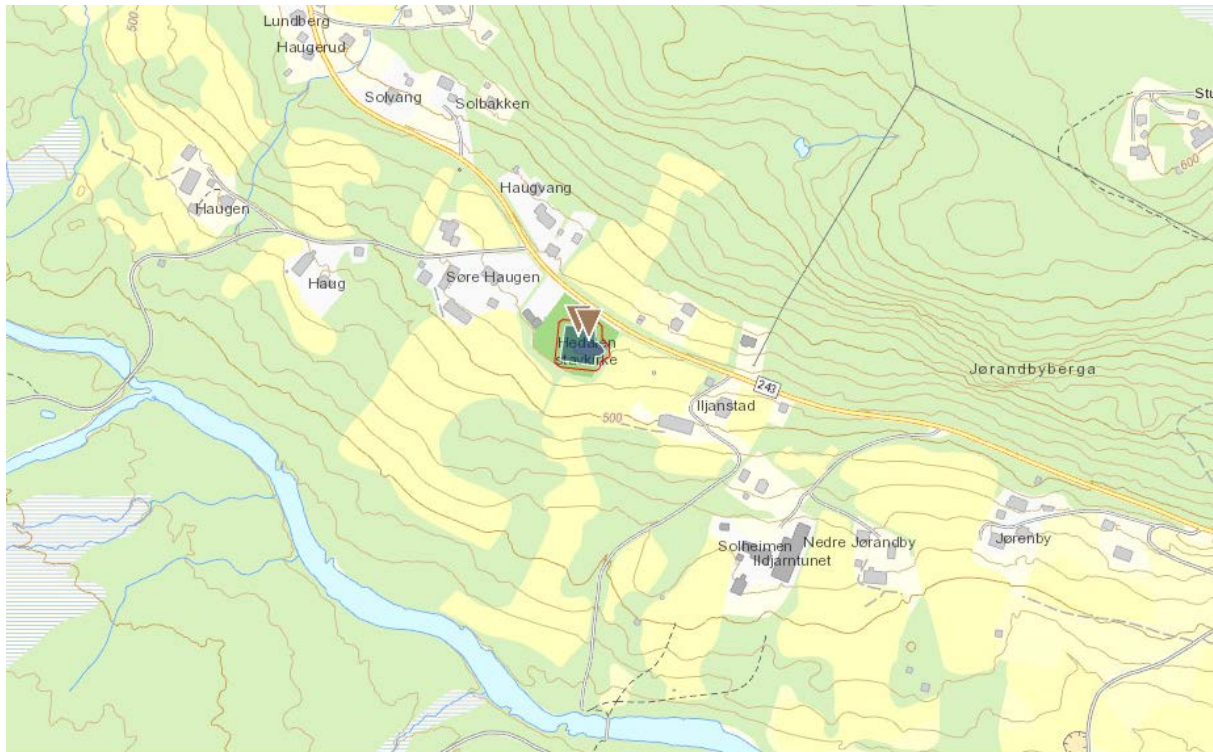 500
Lundberg
Haugerud
Solvang
Solbakken
Stu
600
Haugvang
Haugen
Søre Haugen
Haug
Heddalen
stavkirke
Jørandbyberga
243
Iljanstad
500
Solheimen
Nedre Jørandby
Ildjarntunet
Jørenby